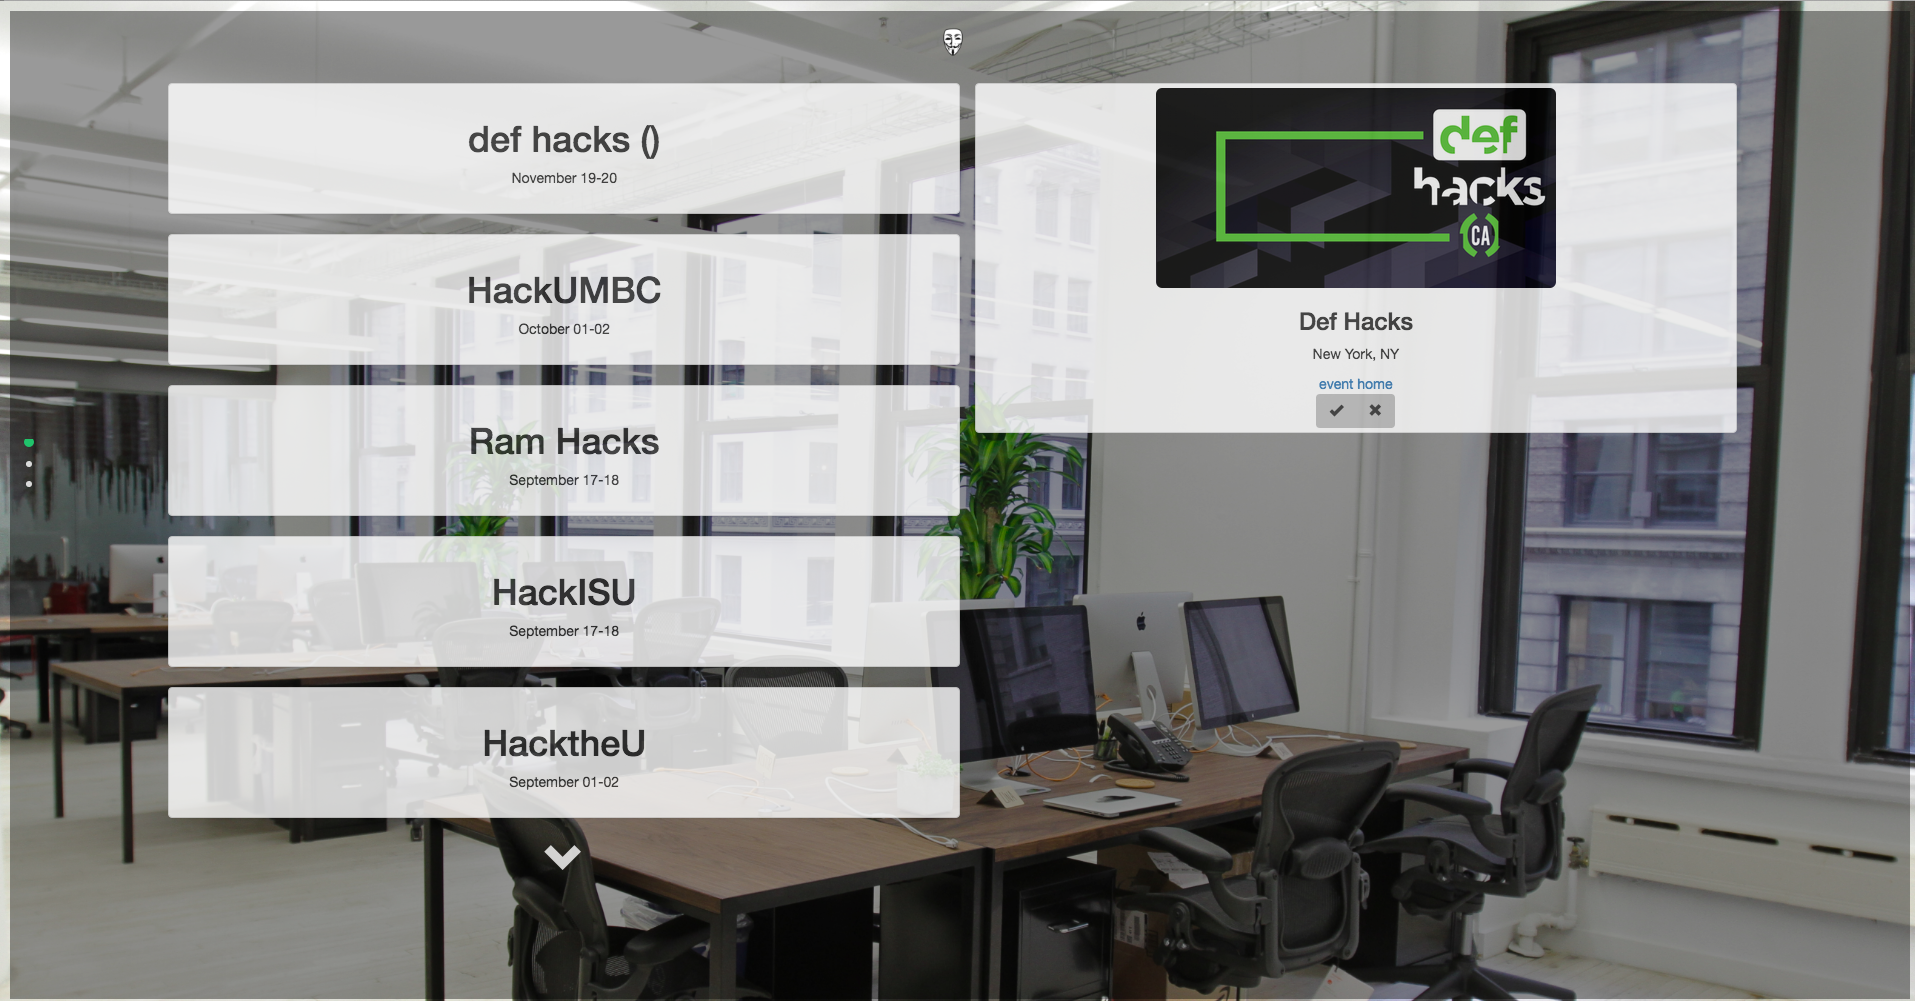 def hacks ()
November 19-20
HackUMBC
October 01-02
Ram Hacks
September 17-18
HackISU
September 17-18
HacktheU
September 01-02
def
hacks
CA
Def Hacks
New York, NY
event home